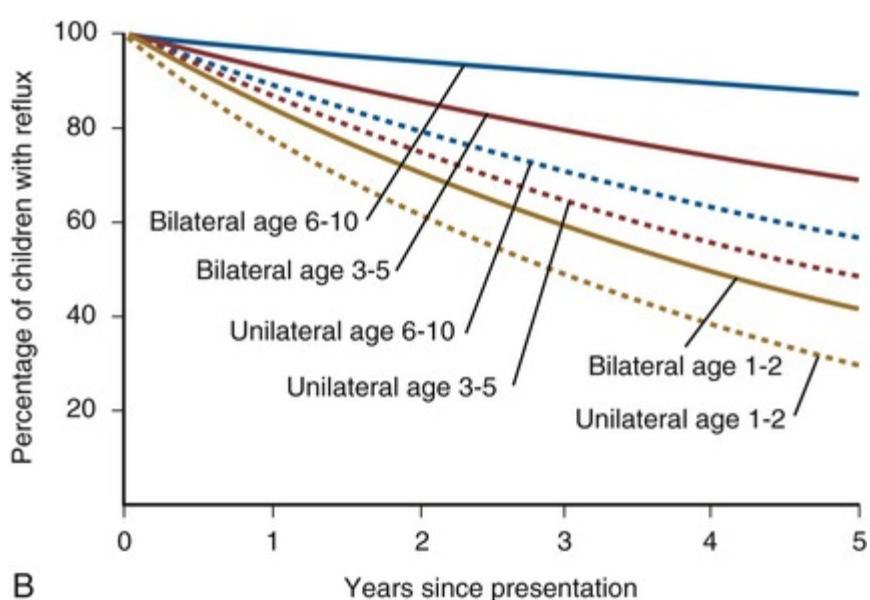 Percentage of children with reflux
100
80
60
40
20
Bilateral age 6-10
Bilateral age 3-5
Unilateral age 6-10
Unilateral age 3-5
Bilateral age 1-2
Unilateral age 1-2
0 1 2 3 4 5
B
Years since presentation